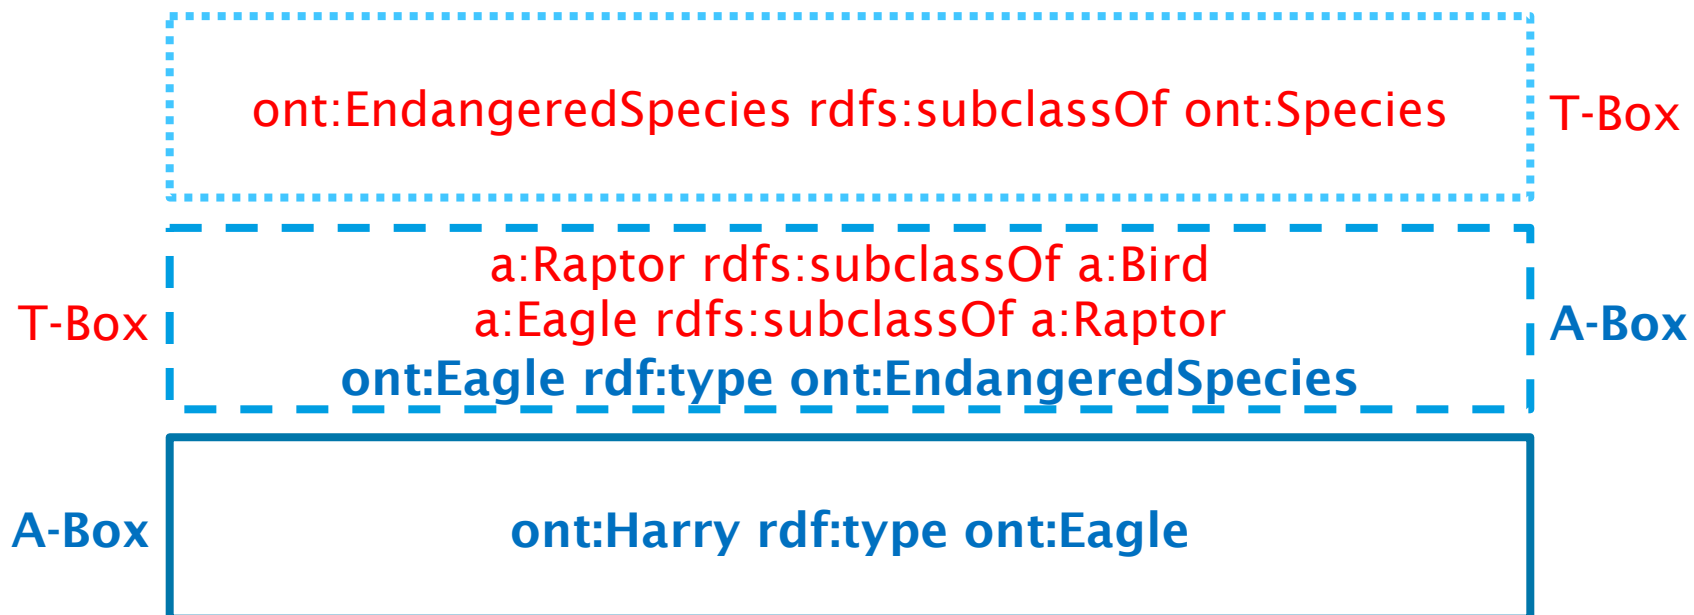 ont:EndangeredSpecies rdfs:subclassOf ont:Species
T-Box
a:Raptor rdfs:subclassOf a:Bird
T-Box
a:Eagle rdfs:subclassOf a:Raptor
A-Box
ont:Eagle rdf:type ont:EndangeredSpecies
A-Box
ont:Harry rdf:type ont:Eagle